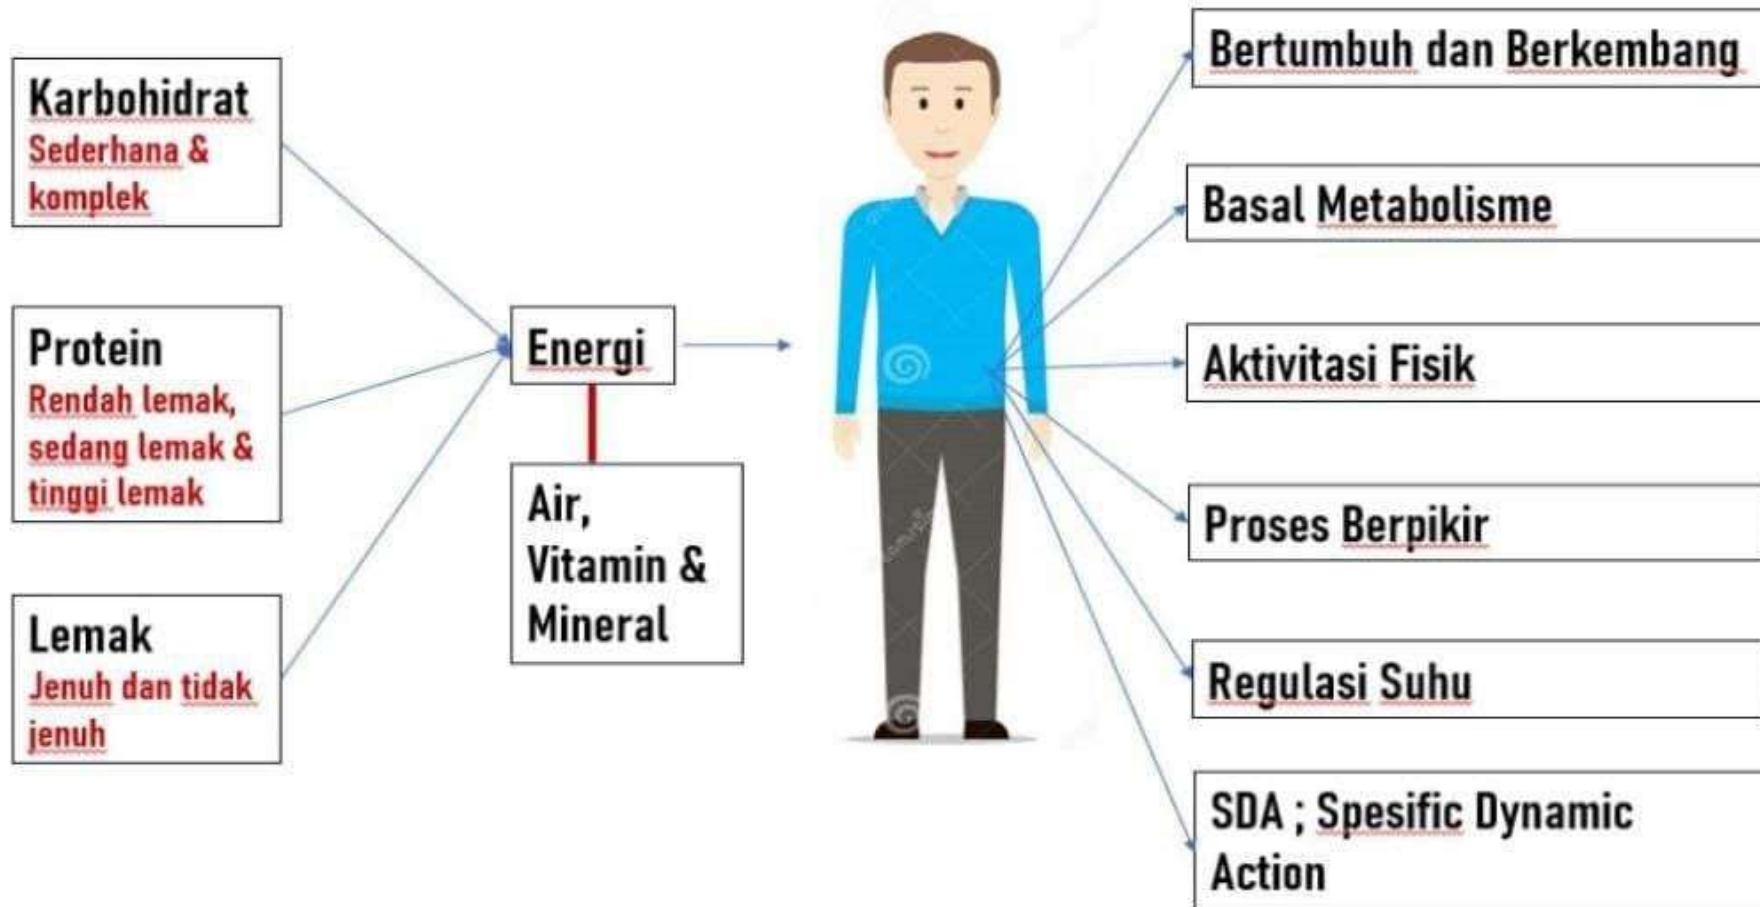 Karbohidrat
Sederhana &
komplek
Protein
Rendah lemak,
sedang lemak &
tinggi lemak
Lemak
Jenuh dan tidak
jenuh
Energi
Air,
Vitamin &
Mineral
Bertumbuh dan Berkembang
Basal Metabolisme
Aktivitasi Fisik
Proses Berpikir
Regulasi Suhu
SDA ; Spesific Dynamic
Action